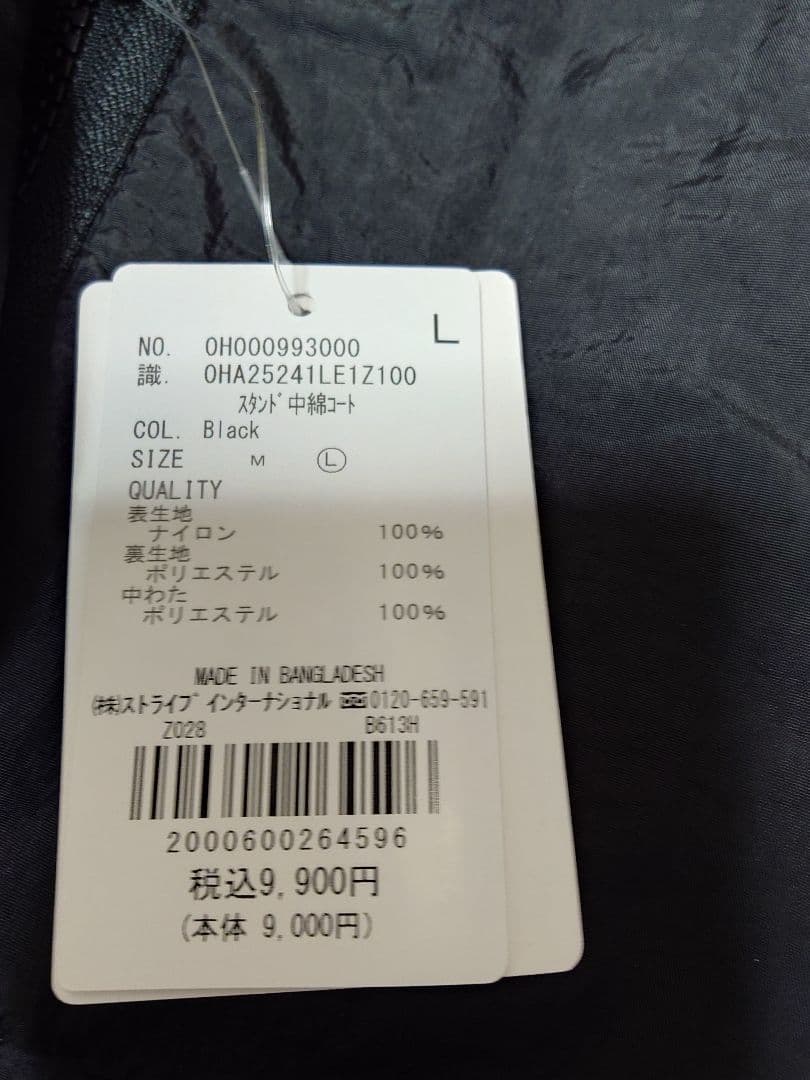 L
NO. 0H000993000
識. 0HA25241LE1Z100
ｽﾀﾝﾄﾞ中綿ｺｰﾄ
COL. Black
SIZE M Ⓛ
QUALITY
表生地
ナイロン 100%
裏生地
ポリエステル 100%
中わた
ポリエステル 100%
MADE IN BANGLADESH
㈱ストライプ インターナショナル 0120-659-591
Z028 B613H
2000600264596
税込9,900円
(本体 9,000円)